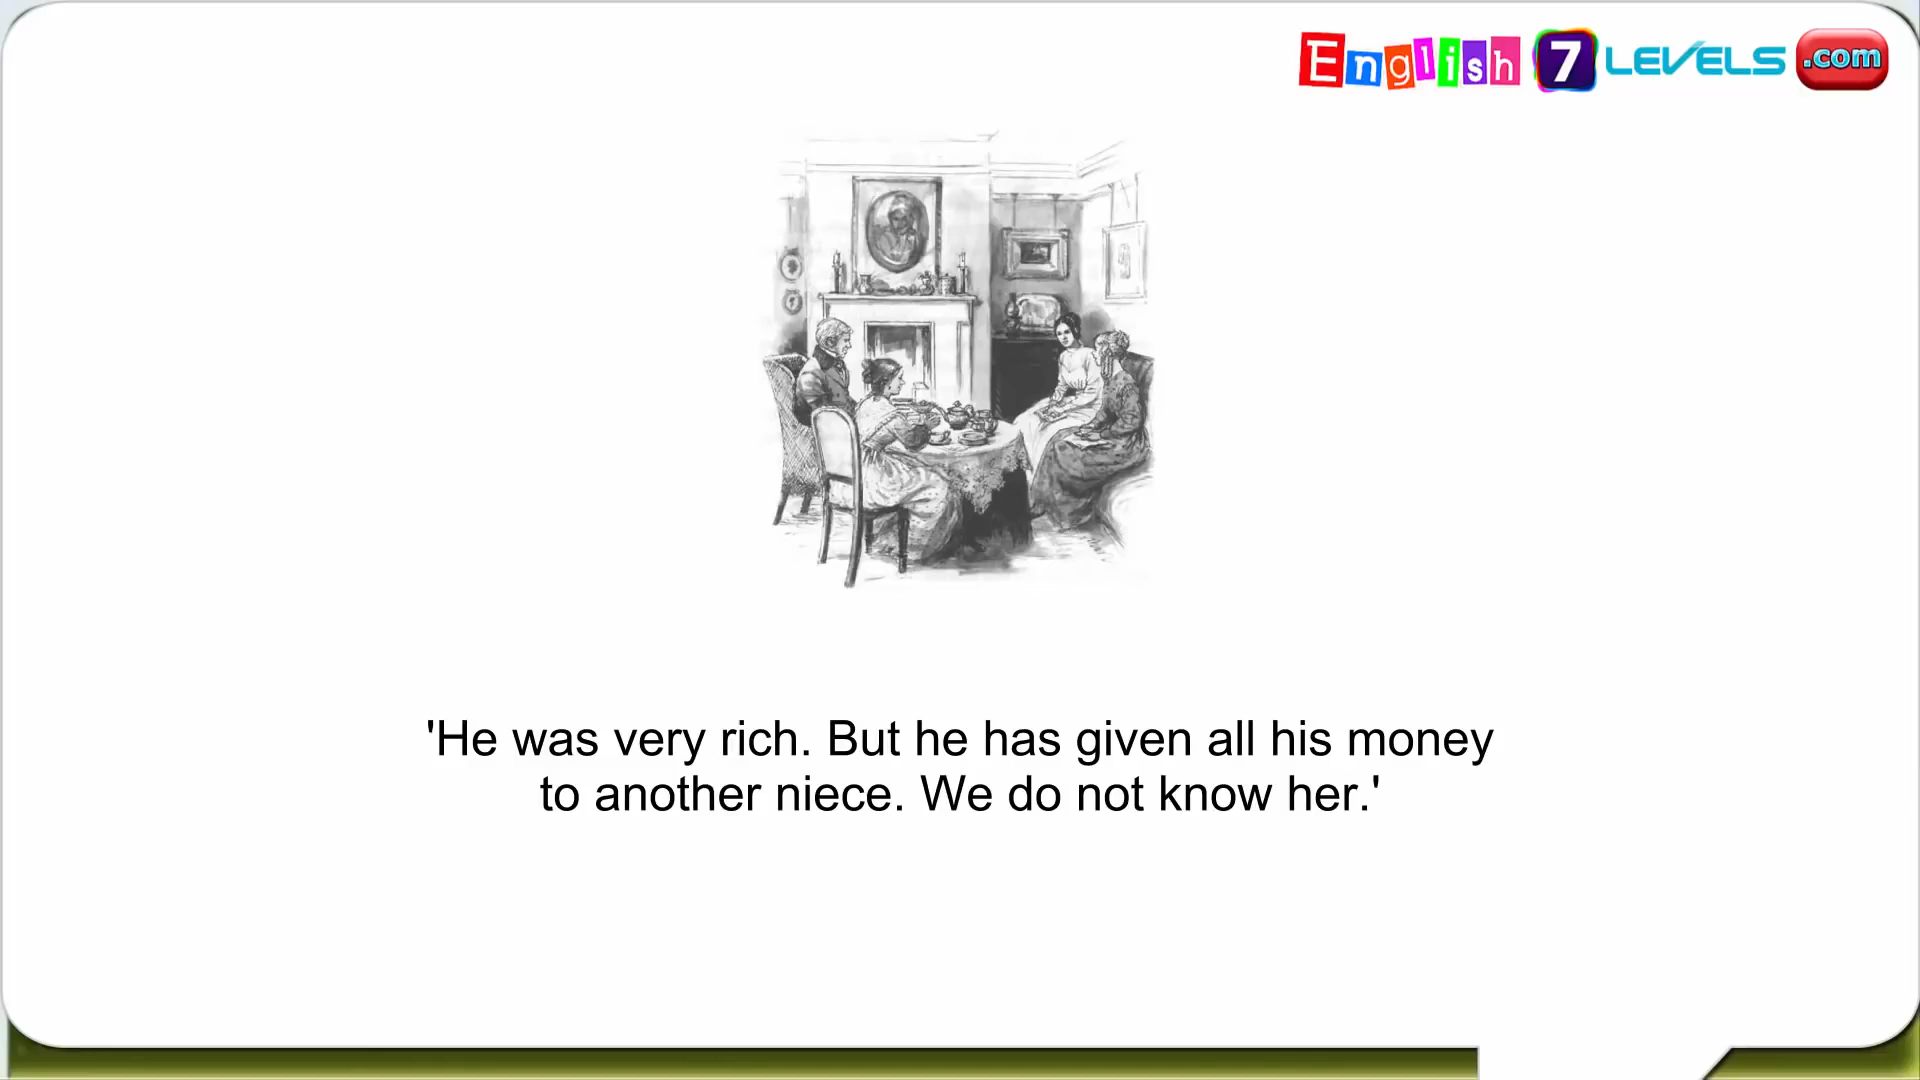 English 7 LEVELS .com
'He was very rich. But he has given all his money
to another niece. We do not know her.'